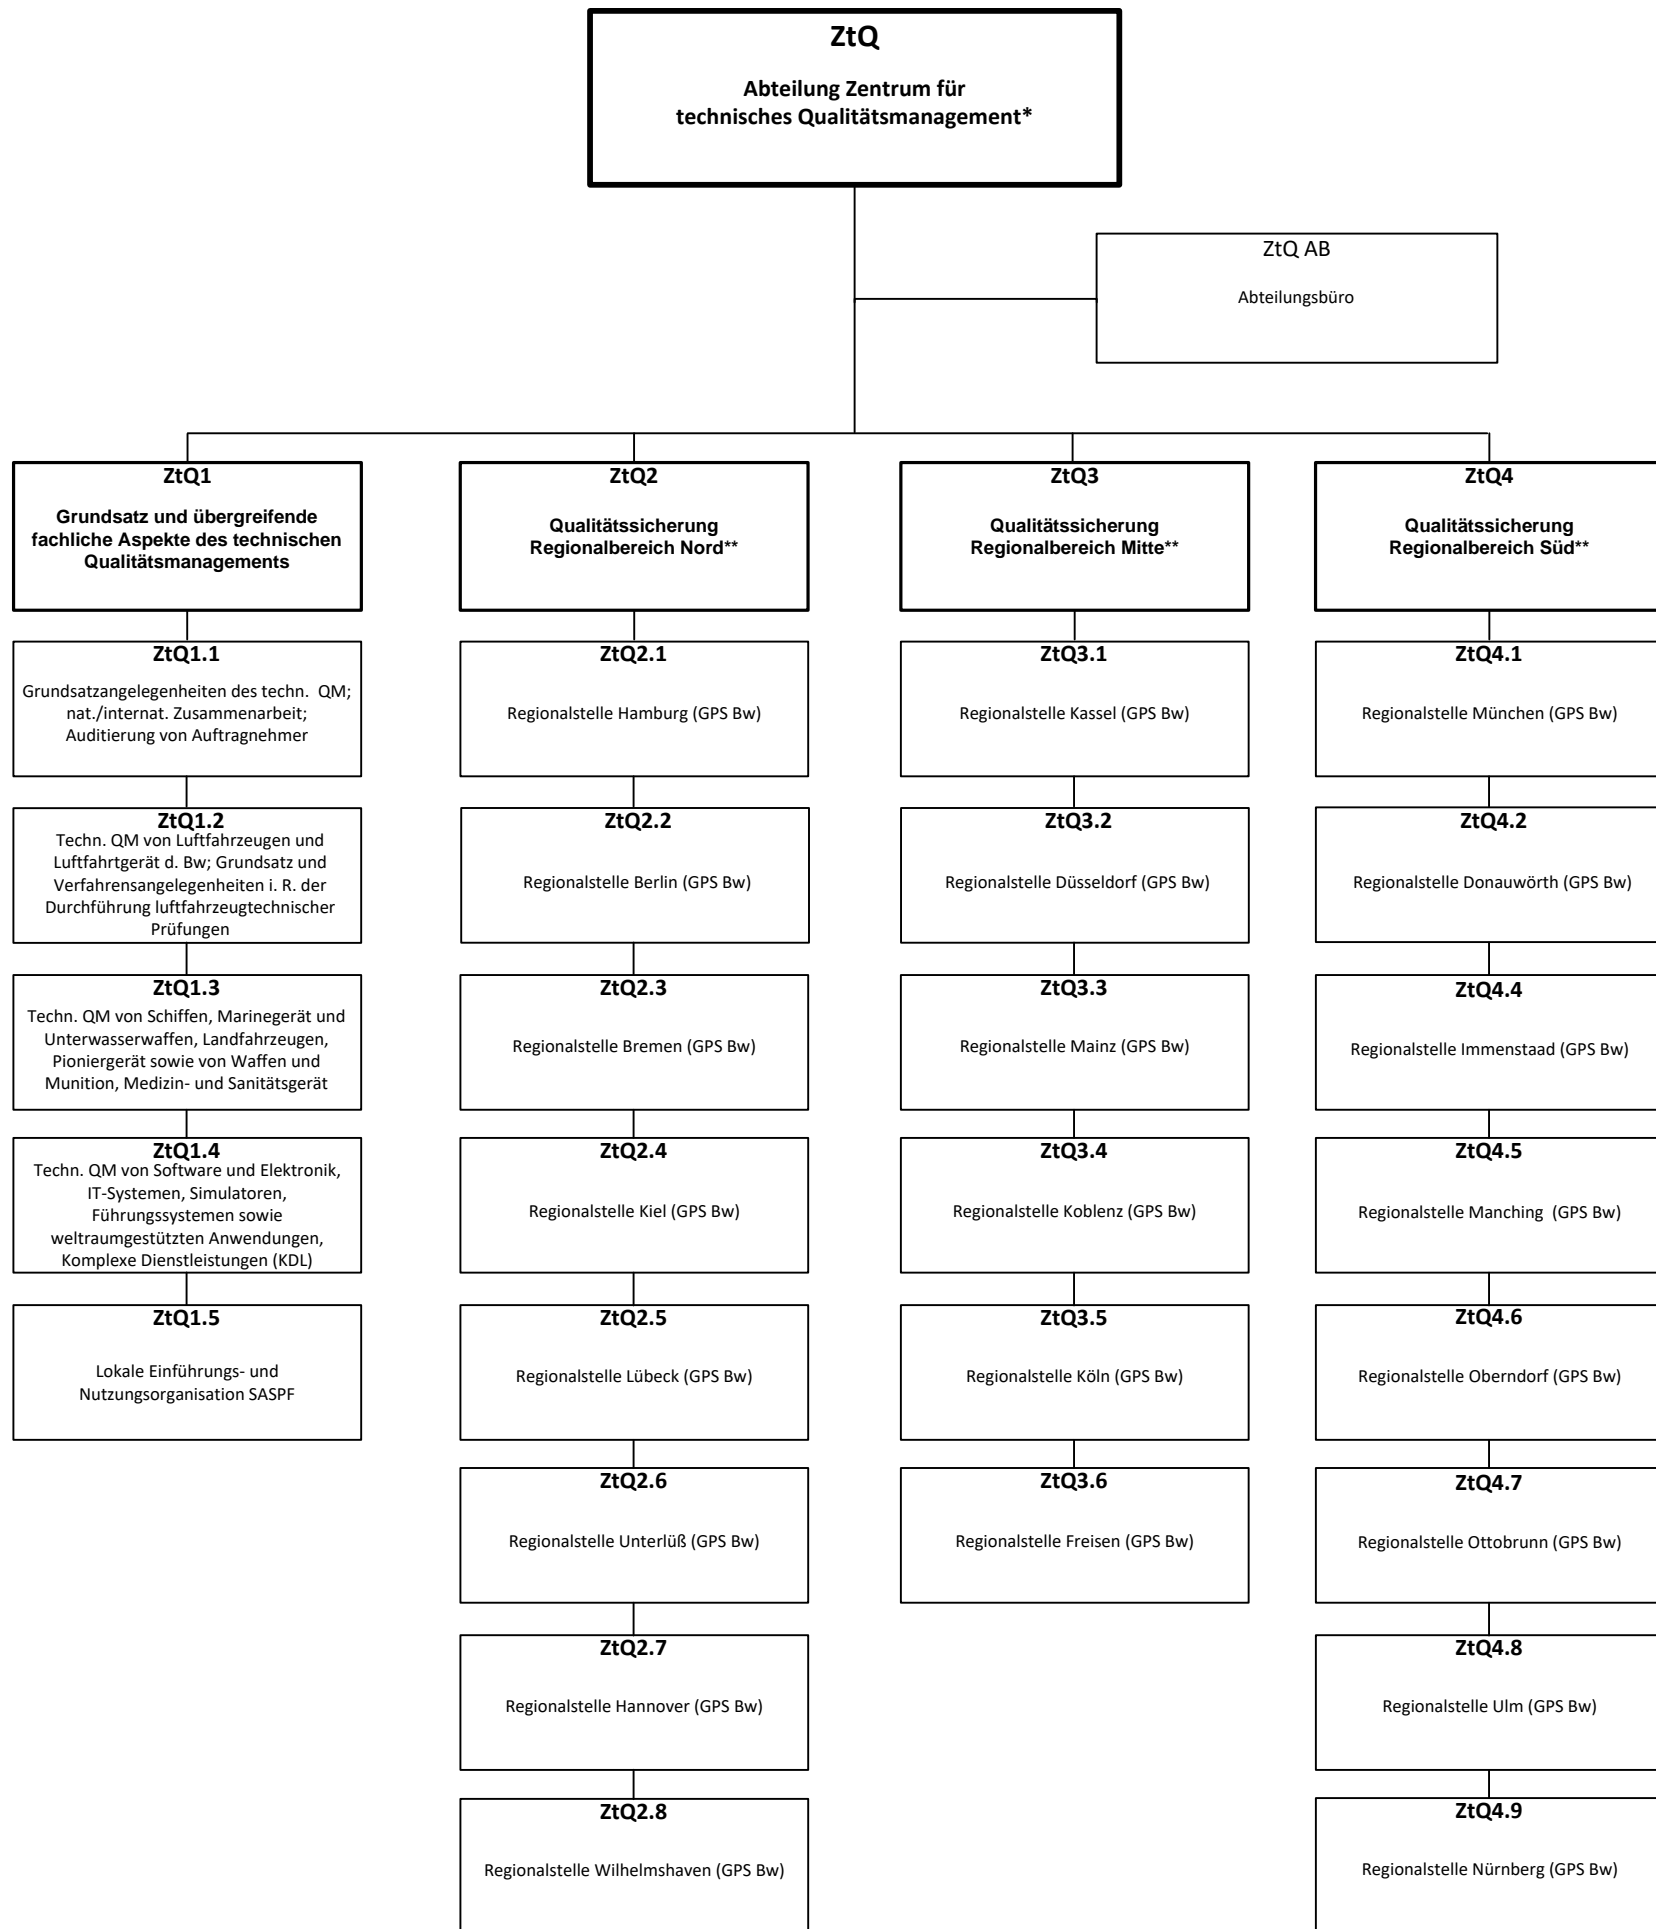 ZtQ
Abteilung Zentrum für
technisches Qualitätsmanagement*
ZtQ AB
Abteilungsbüro
ZtQ1
Grundsatz und übergreifende
fachliche Aspekte des technischen
Qualitätsmanagements
ZtQ1.1
Grundsatzangelegenheiten des techn. QM;
nat./internat. Zusammenarbeit;
Auditierung von Auftragnehmer
ZtQ1.2
Techn. QM von Luftfahrzeugen und
Luftfahrtgerät d. Bw; Grundsatz und
Verfahrensangelegenheiten i. R. der
Durchführung luftfahrzeugtechnischer
Prüfungen
ZtQ1.3
Techn. QM von Schiffen, Marinegerät und
Unterwasserwaffen, Landfahrzeugen,
Pioniergerät sowie von Waffen und
Munition, Medizin- und Sanitätsgerät
ZtQ1.4
Techn. QM von Software und Elektronik,
IT-Systemen, Simulatoren,
Führungssystemen sowie
weltraumgestützten Anwendungen,
Komplexe Dienstleistungen (KDL)
ZtQ1.5
Lokale Einführungs- und
Nutzungsorganisation SASPF
ZtQ2
Qualitätssicherung
Regionalbereich Nord**
ZtQ2.1
Regionalstelle Hamburg (GPS Bw)
ZtQ2.2
Regionalstelle Berlin (GPS Bw)
ZtQ2.3
Regionalstelle Bremen (GPS Bw)
ZtQ2.4
Regionalstelle Kiel (GPS Bw)
ZtQ2.5
Regionalstelle Lübeck (GPS Bw)
ZtQ2.6
Regionalstelle Unterlüß (GPS Bw)
ZtQ2.7
Regionalstelle Hannover (GPS Bw)
ZtQ2.8
Regionalstelle Wilhelmshaven (GPS Bw)
ZtQ3
Qualitätssicherung
Regionalbereich Mitte**
ZtQ3.1
Regionalstelle Kassel (GPS Bw)
ZtQ3.2
Regionalstelle Düsseldorf (GPS Bw)
ZtQ3.3
Regionalstelle Mainz (GPS Bw)
ZtQ3.4
Regionalstelle Koblenz (GPS Bw)
ZtQ3.5
Regionalstelle Köln (GPS Bw)
ZtQ3.6
Regionalstelle Freisen (GPS Bw)
ZtQ4
Qualitätssicherung
Regionalbereich Süd**
ZtQ4.1
Regionalstelle München (GPS Bw)
ZtQ4.2
Regionalstelle Donauwörth (GPS Bw)
ZtQ4.4
Regionalstelle Immenstaad (GPS Bw)
ZtQ4.5
Regionalstelle Manching (GPS Bw)
ZtQ4.6
Regionalstelle Oberndorf (GPS Bw)
ZtQ4.7
Regionalstelle Ottobrunn (GPS Bw)
ZtQ4.8
Regionalstelle Ulm (GPS Bw)
ZtQ4.9
Regionalstelle Nürnberg (GPS Bw)